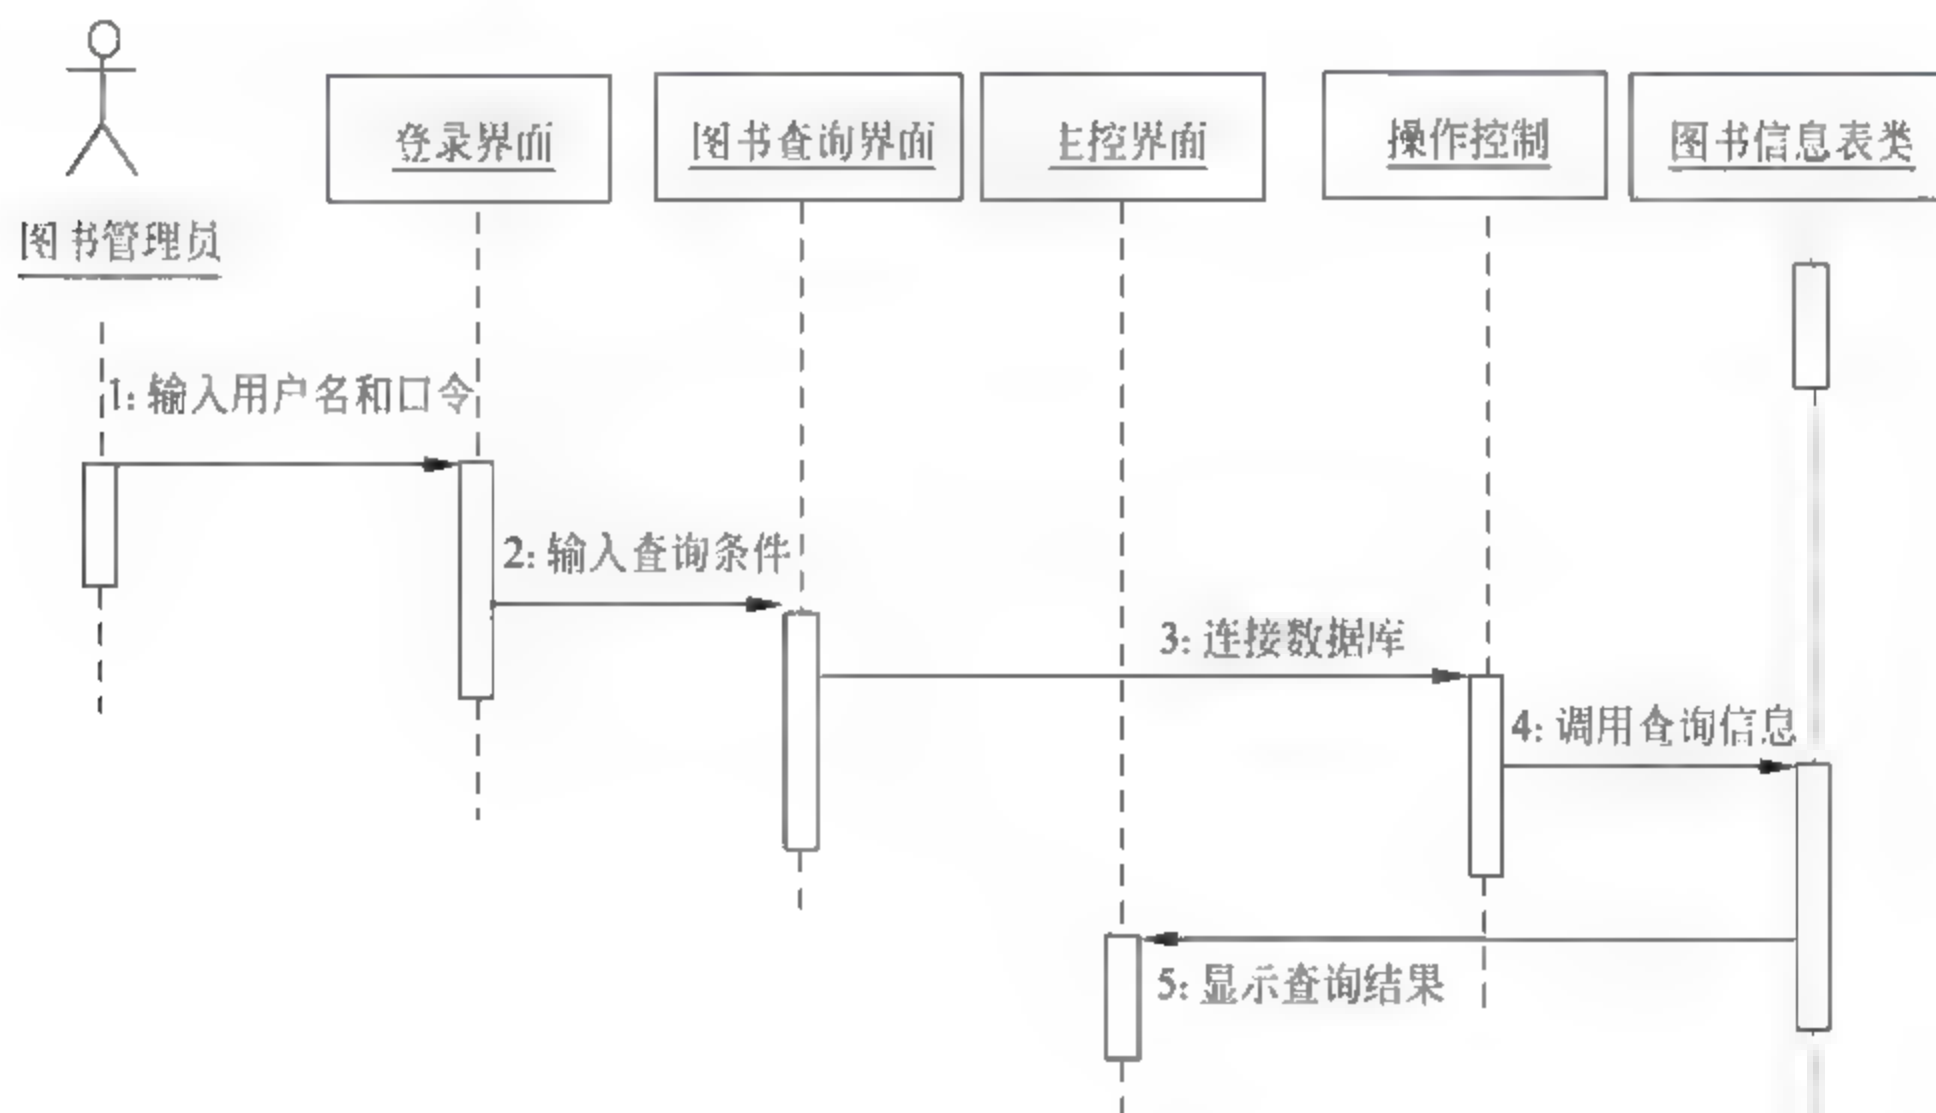 登录界面
图书查询界面
主控界面
操作控制
图书信息表类
图书管理员
1: 输入用户名和口令
2: 输入查询条件
3: 连接数据库
4: 调用查询信息
5: 显示查询结果